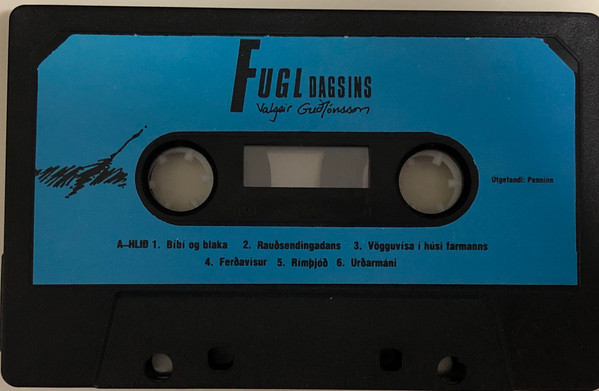 FUGL DAGSINS
Valgeir Guðjónsson
Útgefandi: Penninn
A-HLIÐ 1. Bíbí og blaka 2. Rauðsendingadans 3. Vögguvísa í húsi farmanns
4. Ferðavísur 5. Rímþjóð 6. Urðarmáni